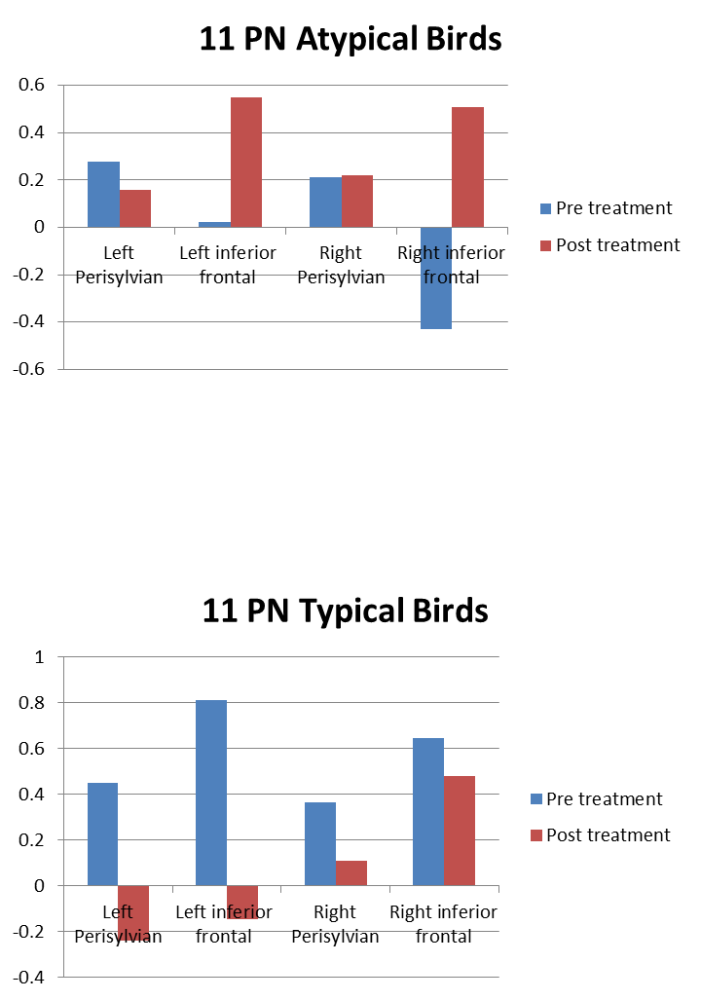 11 PN Atypical Birds
0.6
0.4
0.2
0
-0.2
-0.4
-0.6
Left
Perisylvian
Left inferior
frontal
Right
Perisylvian
Right inferior
frontal
Pre treatment
Post treatment
11 PN Typical Birds
1
0.8
0.6
0.4
0.2
0
-0.2
-0.4
Left
Perisylvian
Left inferior
frontal
Right
Perisylvian
Right inferior
frontal
Pre treatment
Post treatment